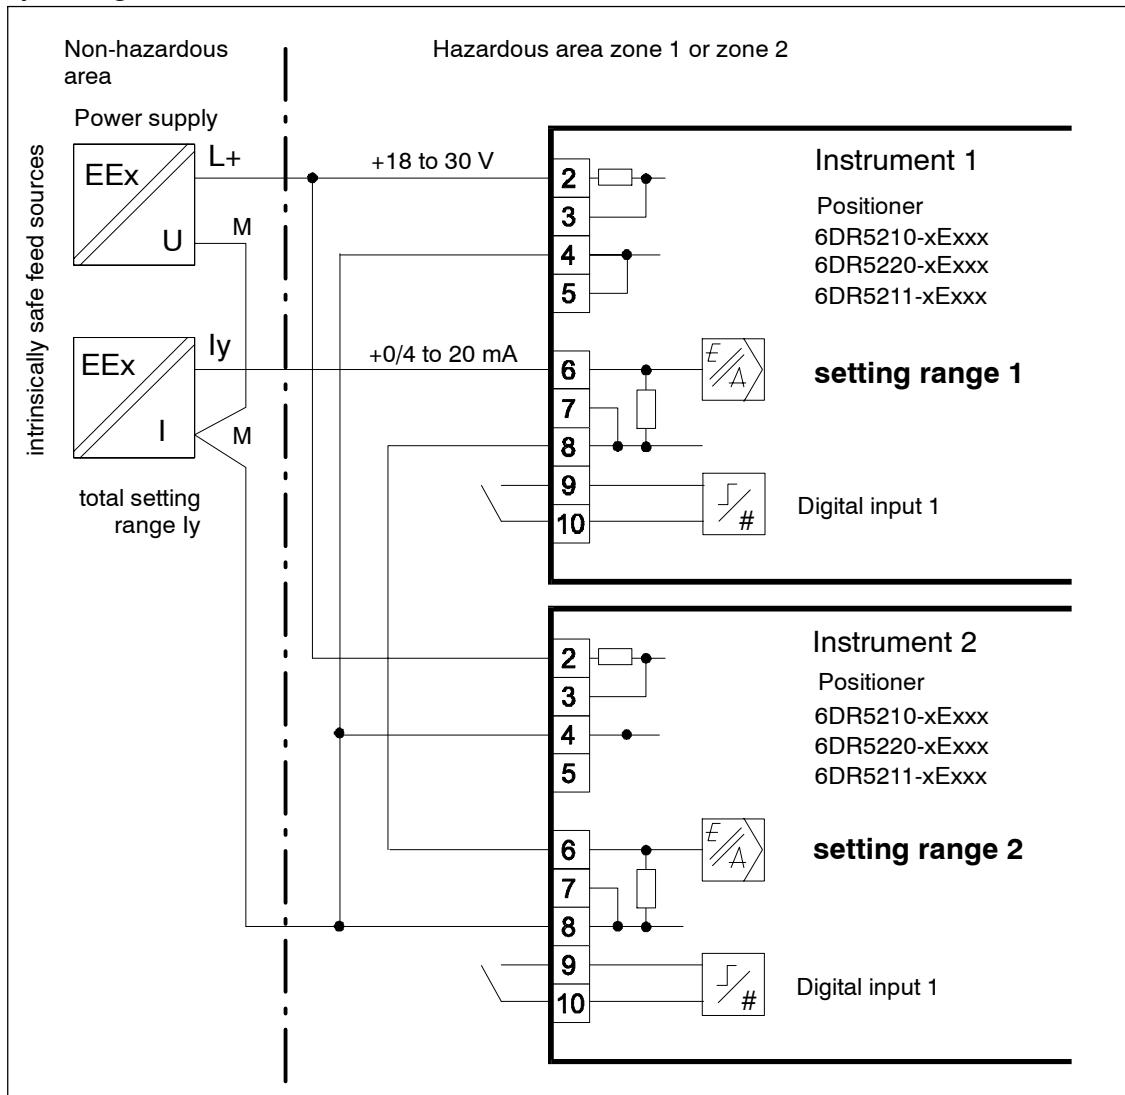 Non-hazardous
area
Hazardous area zone 1 or zone 2
Power supply
intrinsically safe feed sources
EEx
U
L+
M
+18 to 30 V
EEx
I
Iy
M
+0/4 to 20 mA
total setting
range Iy
2
3
4
5
6
7
8
9
10
Instrument 1
Positioner
6DR5210-xExxx
6DR5220-xExxx
6DR5211-xExxx
E
A
setting range 1
#
Digital input 1
2
3
4
5
6
7
8
9
10
Instrument 2
Positioner
6DR5210-xExxx
6DR5220-xExxx
6DR5211-xExxx
E
A
setting range 2
#
Digital input 1